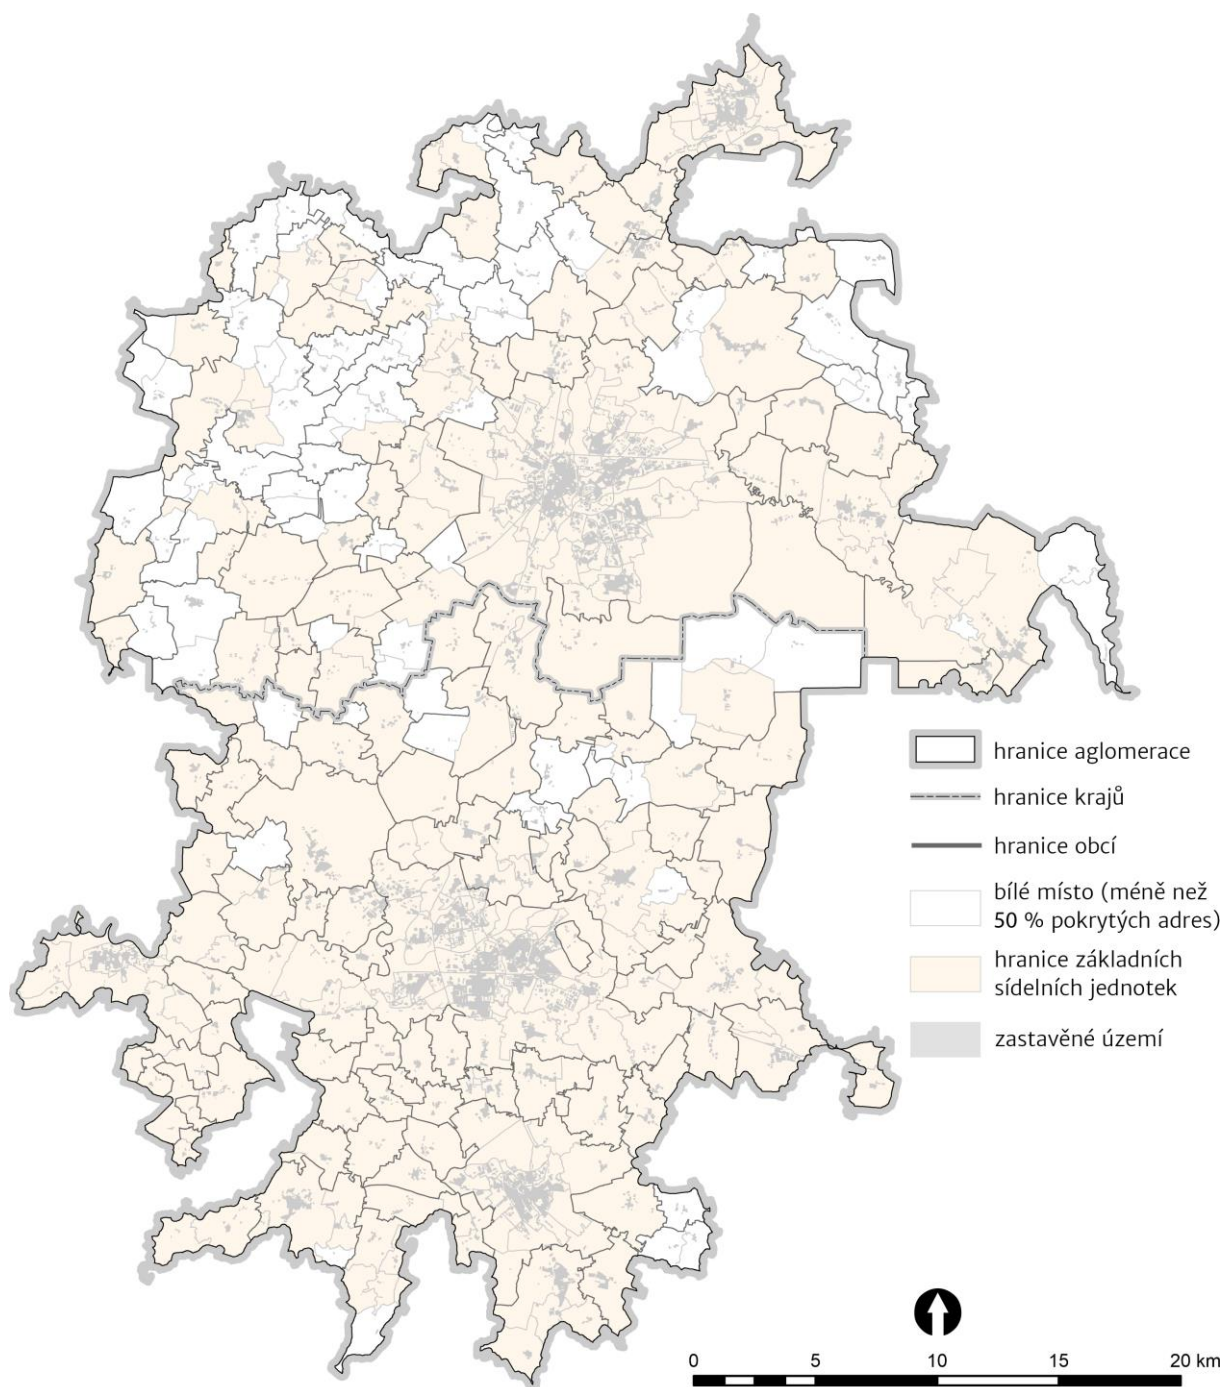 hranice aglomerace
hranice krajů
hranice obcí
bílé místo (méně než
50 % pokrytých adres)
hranice základních
sídelních jednotek
zastavěné území
0 5 10 15 20 km